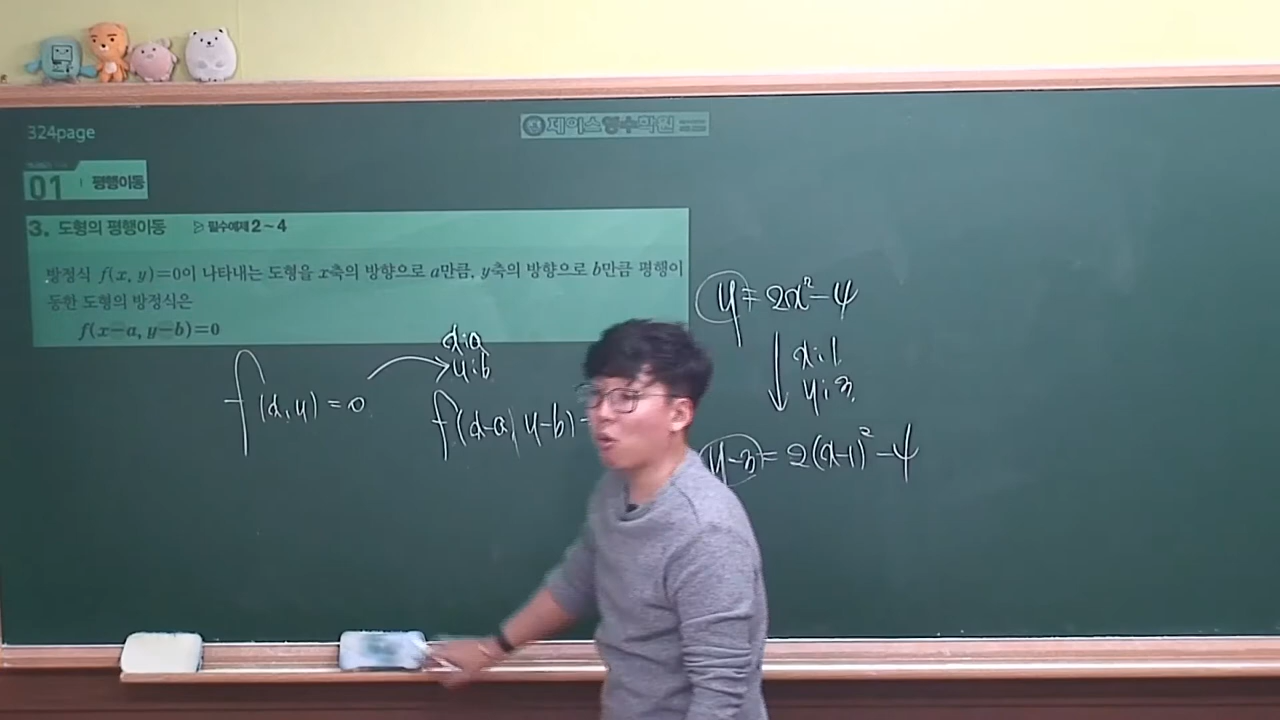 324page
제이스영수학원
01 평행이동
3. 도형의 평행이동 ▷ 필수예제 2~4
방정식 f(x, y)=0이 나타내는 도형을 x축의 방향으로 a만큼, y축의 방향으로 b만큼 평행이
동한 도형의 방정식은
f(x-a, y-b)=0
f(x,y)=0
x:a
y:b
f(x-a, y-b)
y=2x²-4
x:1
y:3
y-3=2(x-1)²-4